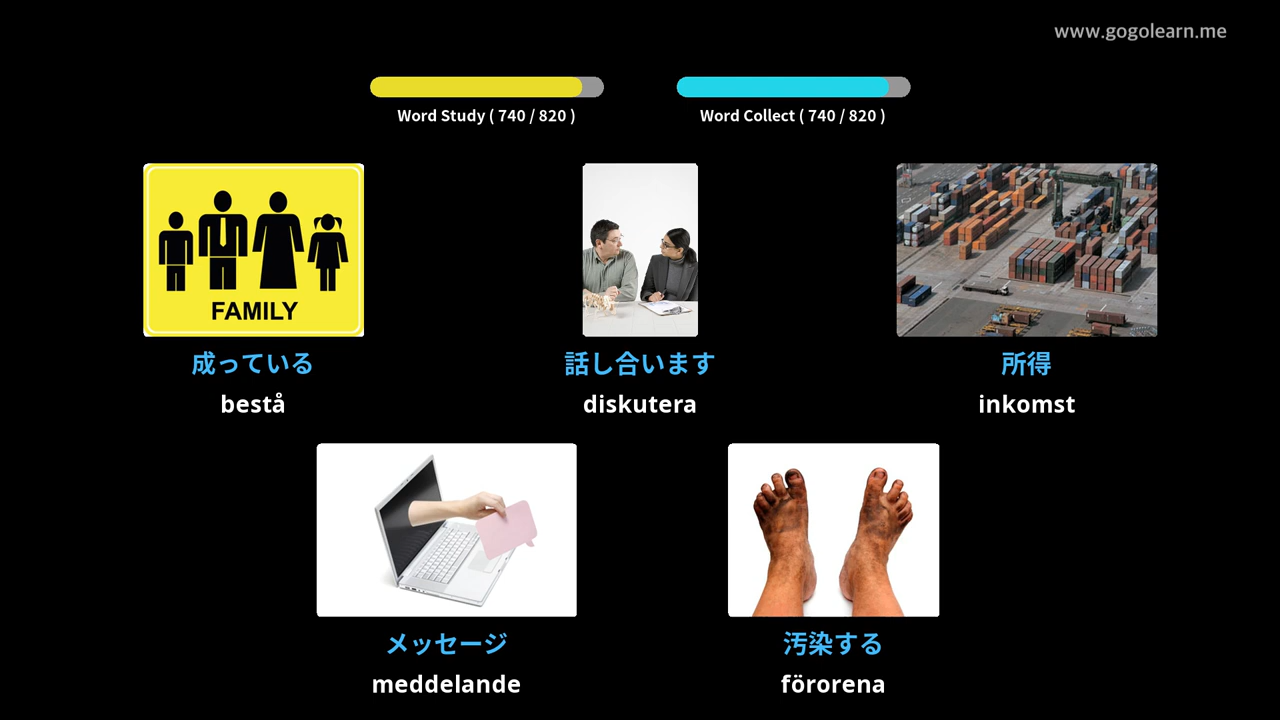 www.gogolearn.me
Word Study ( 740 / 820 )
Word Collect ( 740 / 820 )
FAMILY
成っている
話し合います
所得
bestå
diskutera
inkomst
メッセージ
汚染する
meddelande
förorena